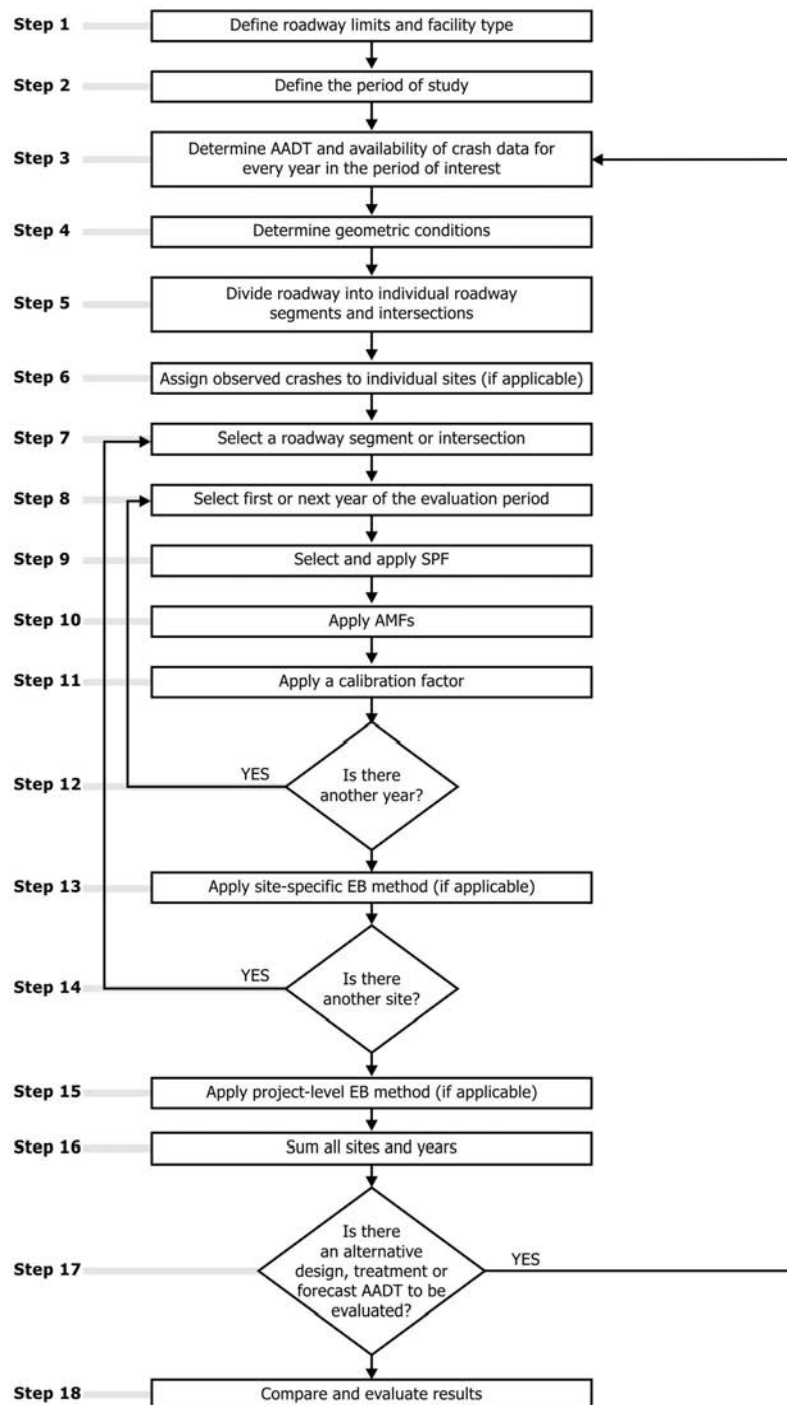 Step 1
Define roadway limits and facility type
Step 2
Define the period of study
Step 3
Determine AADT and availability of crash data for
every year in the period of interest
Step 4
Determine geometric conditions
Step 5
Divide roadway into individual roadway
segments and intersections
Step 6
Assign observed crashes to individual sites (if applicable)
Step 7
Select a roadway segment or intersection
Step 8
Select first or next year of the evaluation period
Step 9
Select and apply SPF
Step 10
Apply AMFs
Step 11
Apply a calibration factor
Step 12
YES
Is there
another year?
Step 13
Apply site-specific EB method (if applicable)
Step 14
YES
Is there
another site?
Step 15
Apply project-level EB method (if applicable)
Step 16
Sum all sites and years
Step 17
Is there
an alternative
design, treatment or
forecast AADT to be
evaluated?
YES
Step 18
Compare and evaluate results